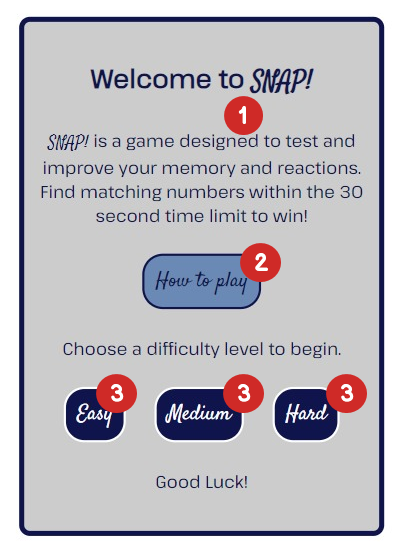 Welcome to SNAP!
1
SNAP! is a game designed to test and
improve your memory and reactions.
Find matching numbers within the 30
second time limit to win!
How to play
2
Choose a difficulty level to begin.
Easy 3 Medium 3 Hard 3
Good Luck!